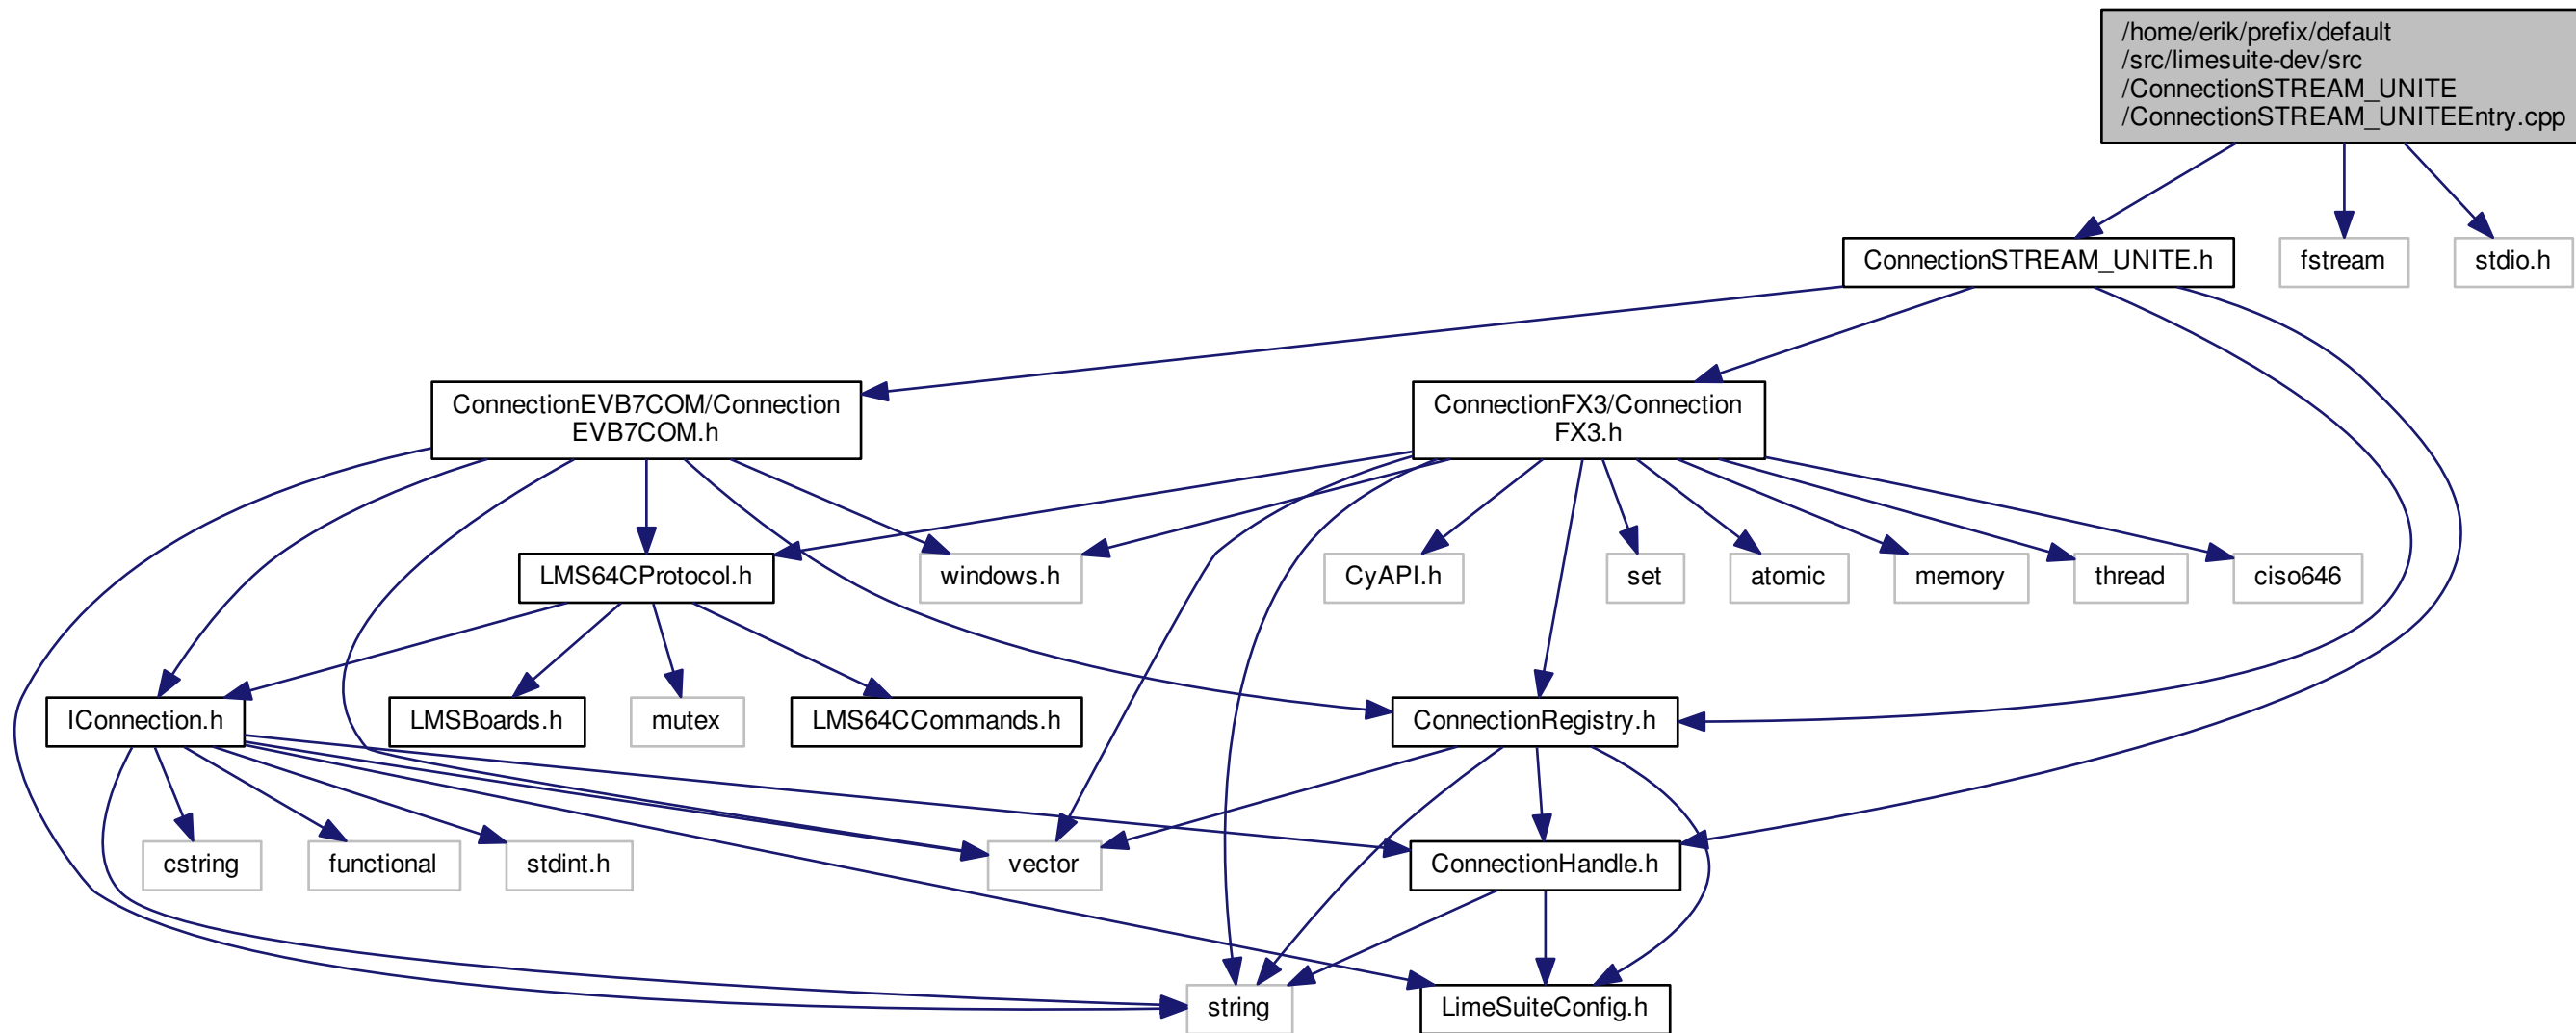 /home/erik/prefix/default
/src/limesuite-dev/src
/ConnectionSTREAM_UNITE
/ConnectionSTREAM_UNITEEntry.cpp
ConnectionSTREAM_UNITE.h
fstream
stdio.h
ConnectionEVB7COM/Connection
EVB7COM.h
ConnectionFX3/Connection
FX3.h
LMS64CProtocol.h
windows.h
CyAPI.h
set
atomic
memory
thread
ciso646
IConnection.h
LMSBoards.h
mutex
LMS64CCommands.h
ConnectionRegistry.h
cstring
functional
stdint.h
vector
ConnectionHandle.h
string
LimeSuiteConfig.h